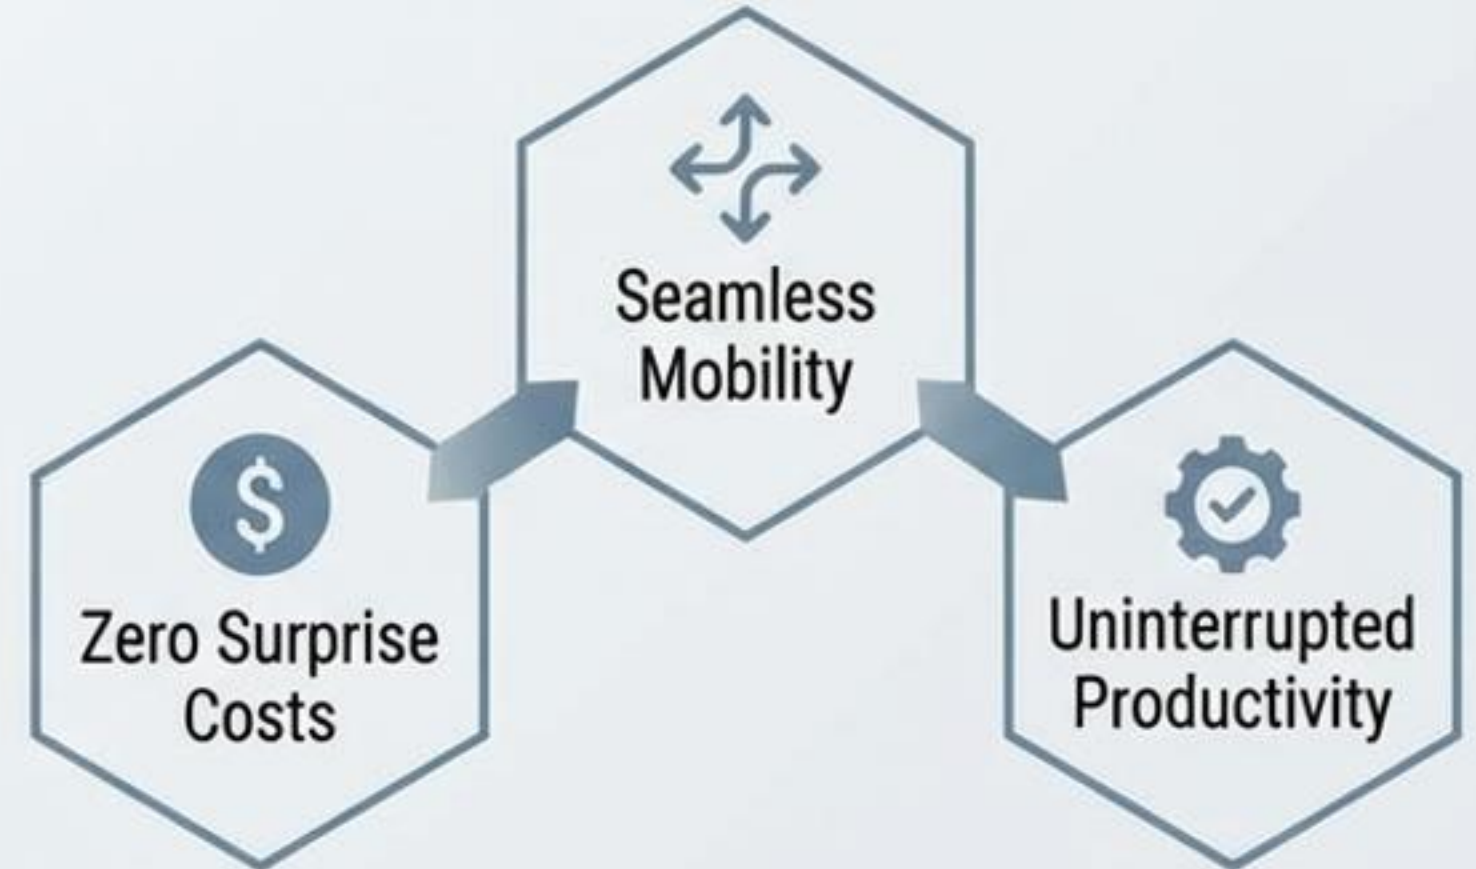 Seamless
Mobility
$
Zero Surprise
Costs
Uninterrupted
Productivity